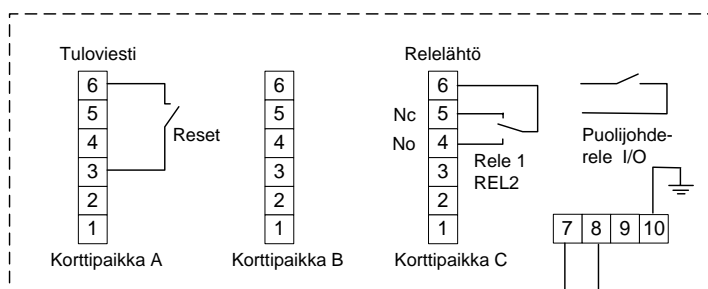 Tuloviesti
6
5
4
3
2
1
Reset
Korttipaikka A
6
5
4
3
2
1
Korttipaikka B
Relelähtö
6
Nc 5
No 4
3
2
1
Rele 1
REL2
Korttipaikka C
Puolijohde-
rele I/O
7 8 9 10